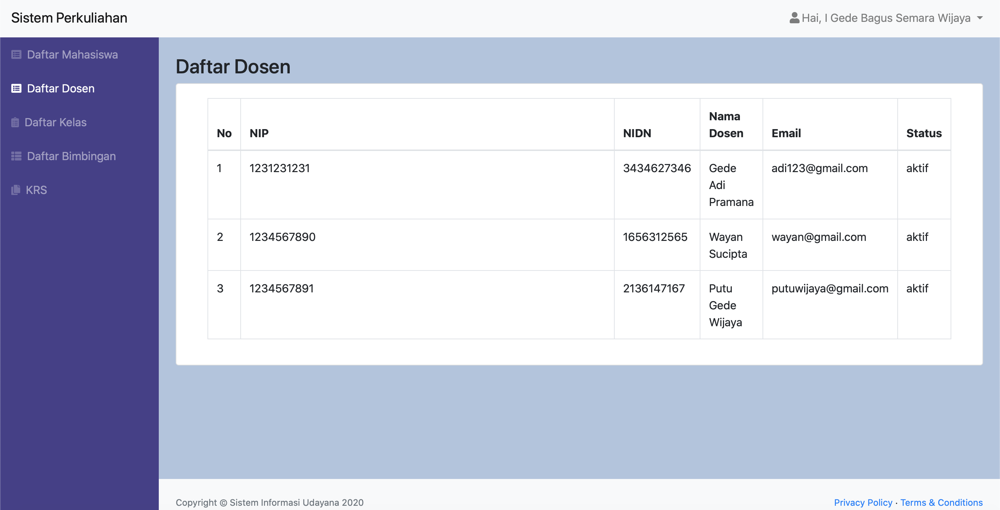 Sistem Perkuliahan
Hai, I Gede Bagus Semara Wijaya
Daftar Mahasiswa
Daftar Dosen
Daftar Kelas
Daftar Bimbingan
KRS
Daftar Dosen
No NIP NIDN Nama Dosen Email Status
1 1231231231 3434627346 Gede Adi Pramana adi123@gmail.com aktif
2 1234567890 1656312565 Wayan Sucipta wayan@gmail.com aktif
3 1234567891 2136147167 Putu Gede Wijaya putuwijaya@gmail.com aktif
Copyright © Sistem Informasi Udayana 2020
Privacy Policy · Terms & Conditions